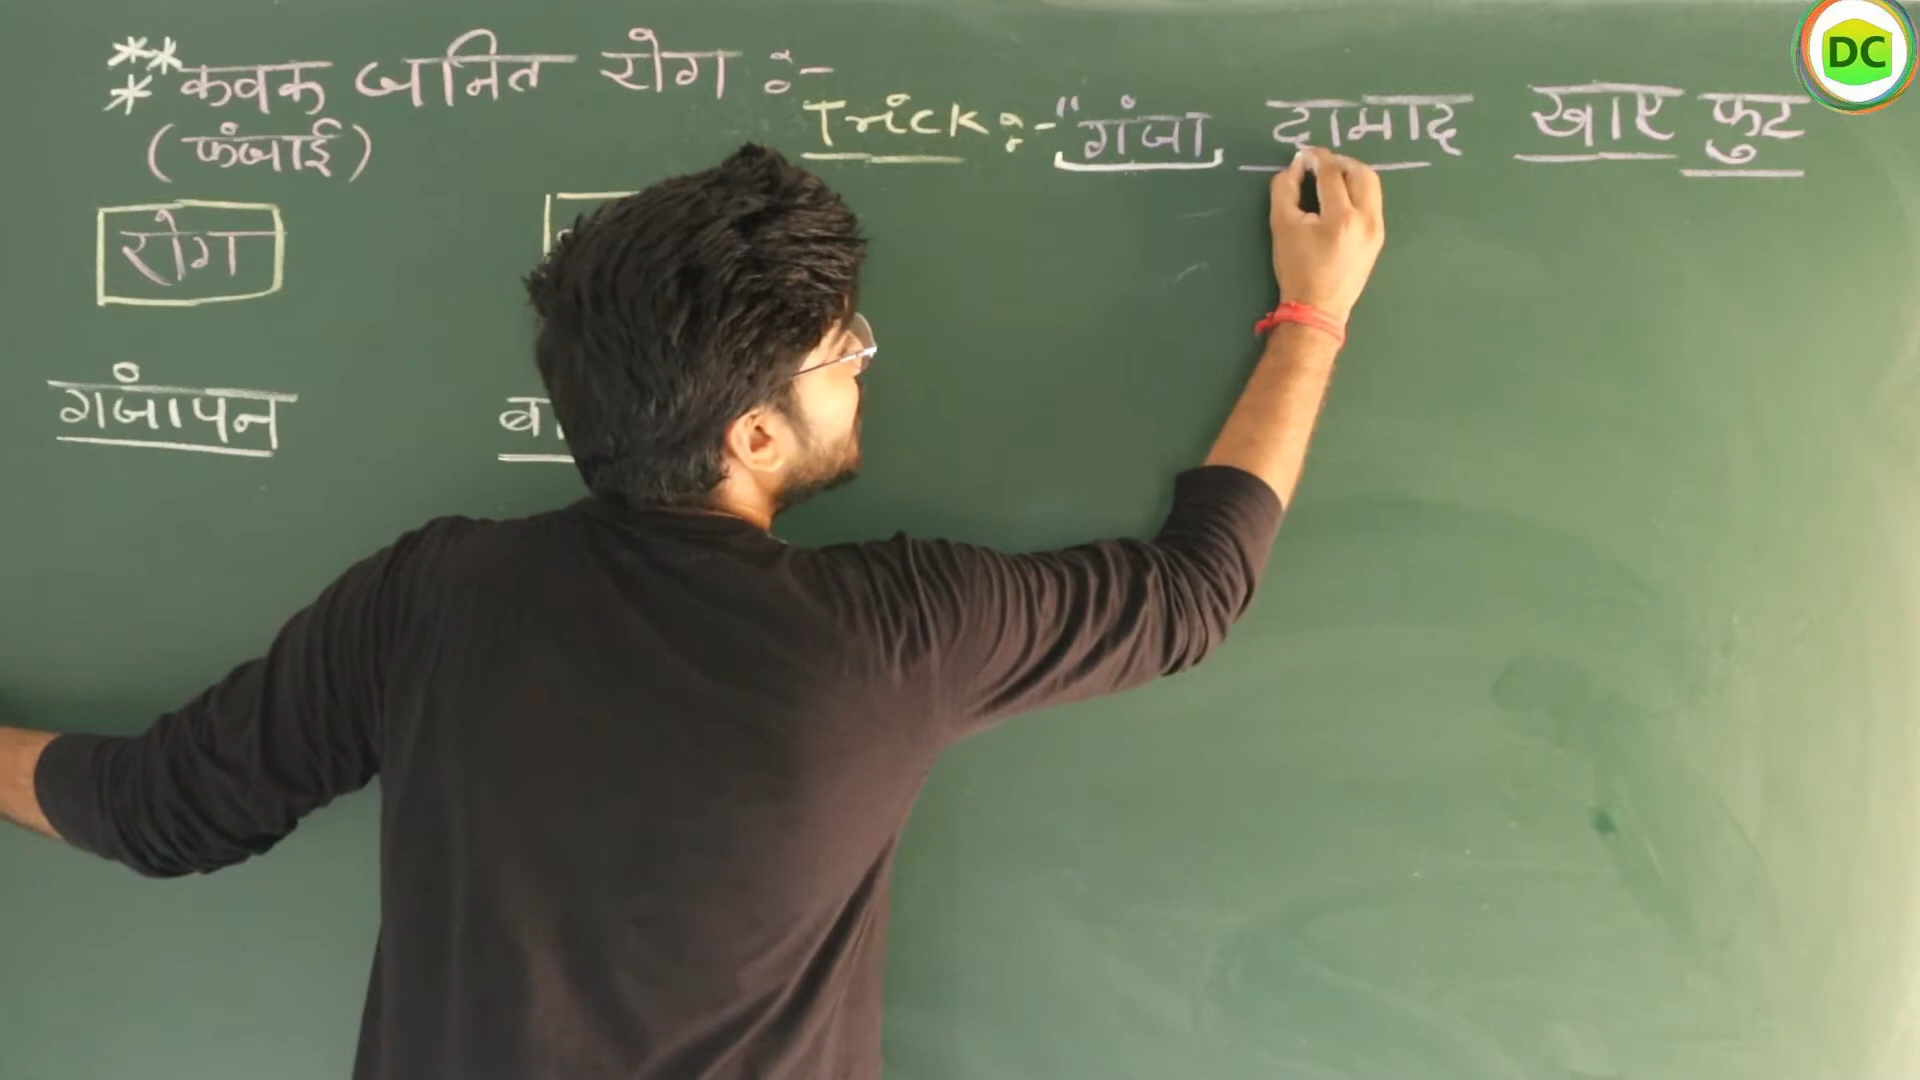 *** कवक जनित रोग :-
(फंजाई)
Trick :- "गंजा दामाद खाए फुट
रोग
गंजापन
DC